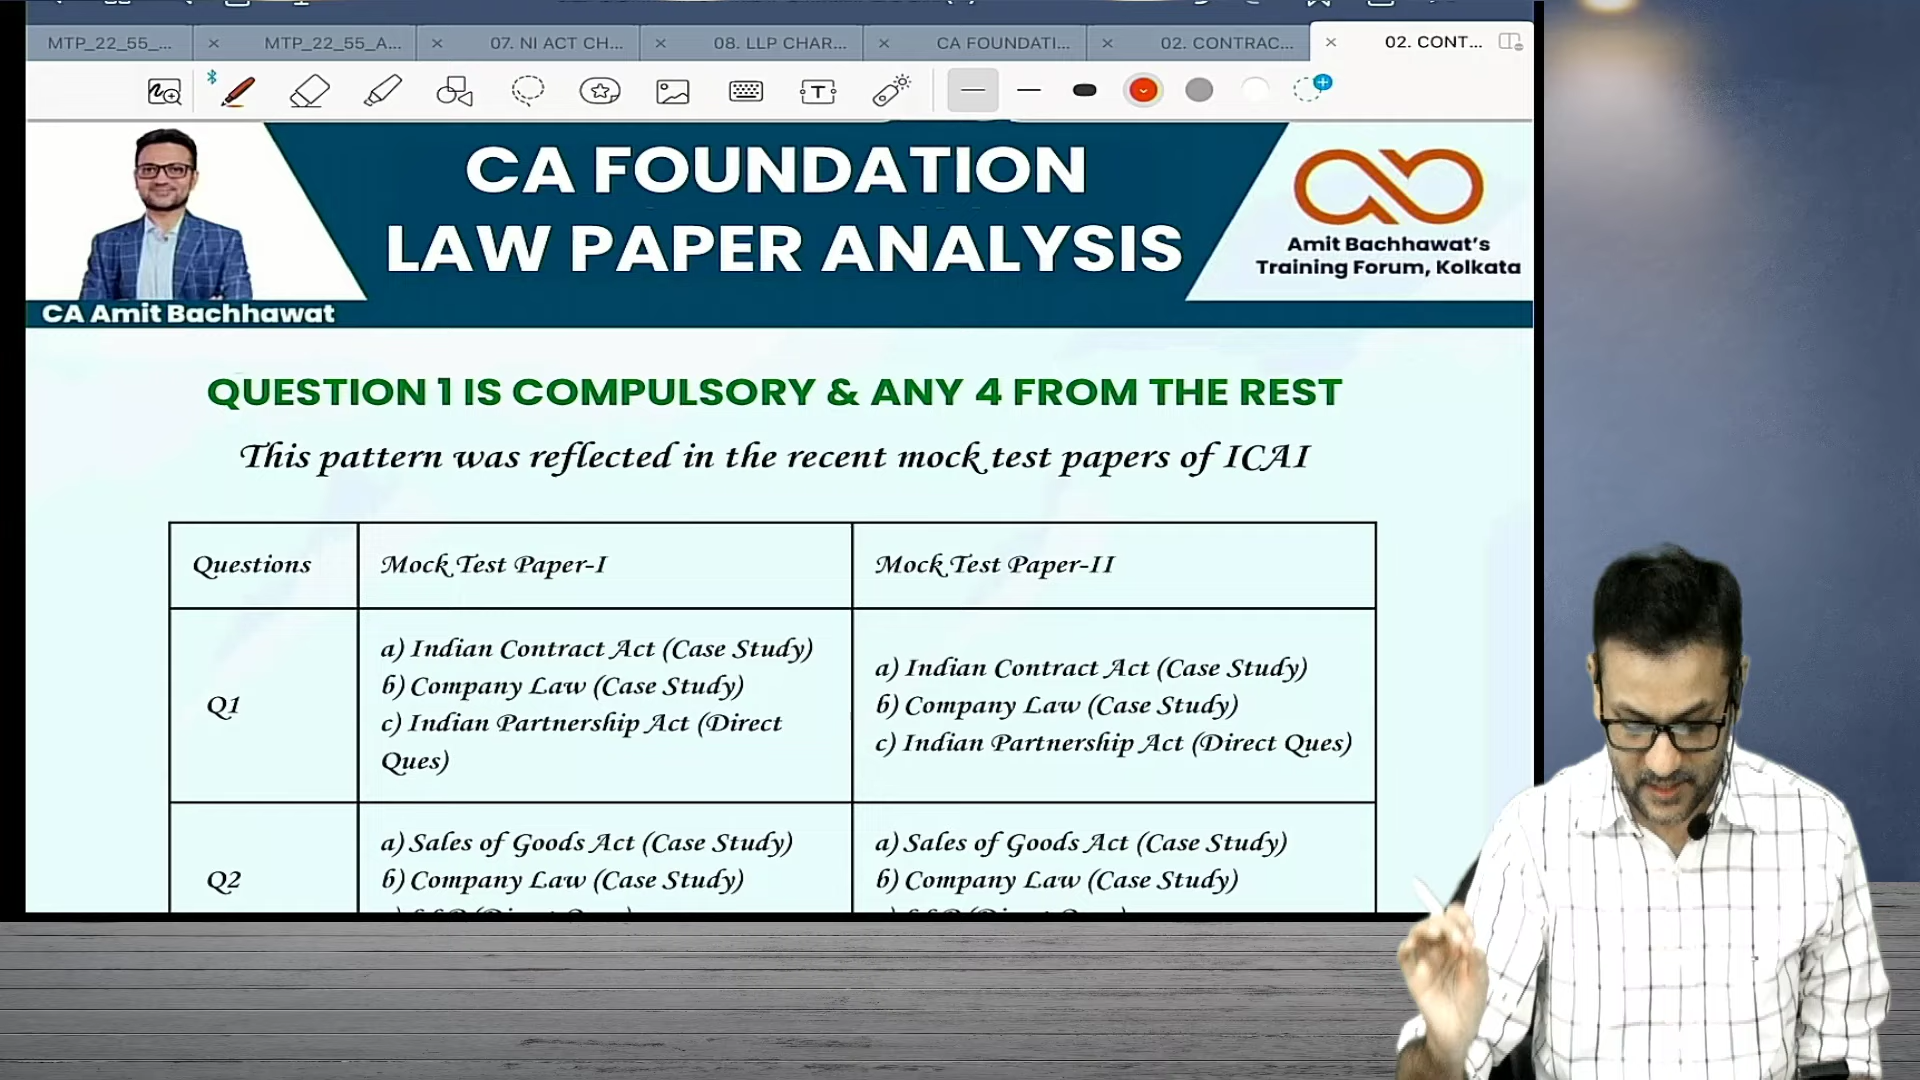 MTP_22_55_...
MTP_22_55_A...
07. NI ACT CH...
08. LLP CHAR...
CA FOUNDATI...
02. CONTRAC...
02. CONT...
T
CA FOUNDATION
LAW PAPER ANALYSIS
CA Amit Bachhawat
Amit Bachhawat's
Training Forum, Kolkata
QUESTION 1 IS COMPULSORY & ANY 4 FROM THE REST
This pattern was reflected in the recent mock test papers of ICAI
Questions
Mock Test Paper-I
Mock Test Paper-II
Q1
a) Indian Contract Act (Case Study)
b) Company Law (Case Study)
c) Indian Partnership Act (Direct
Ques)
a) Indian Contract Act (Case Study)
b) Company Law (Case Study)
c) Indian Partnership Act (Direct Ques)
Q2
a) Sales of Goods Act (Case Study)
b) Company Law (Case Study)
a) Sales of Goods Act (Case Study)
b) Company Law (Case Study)